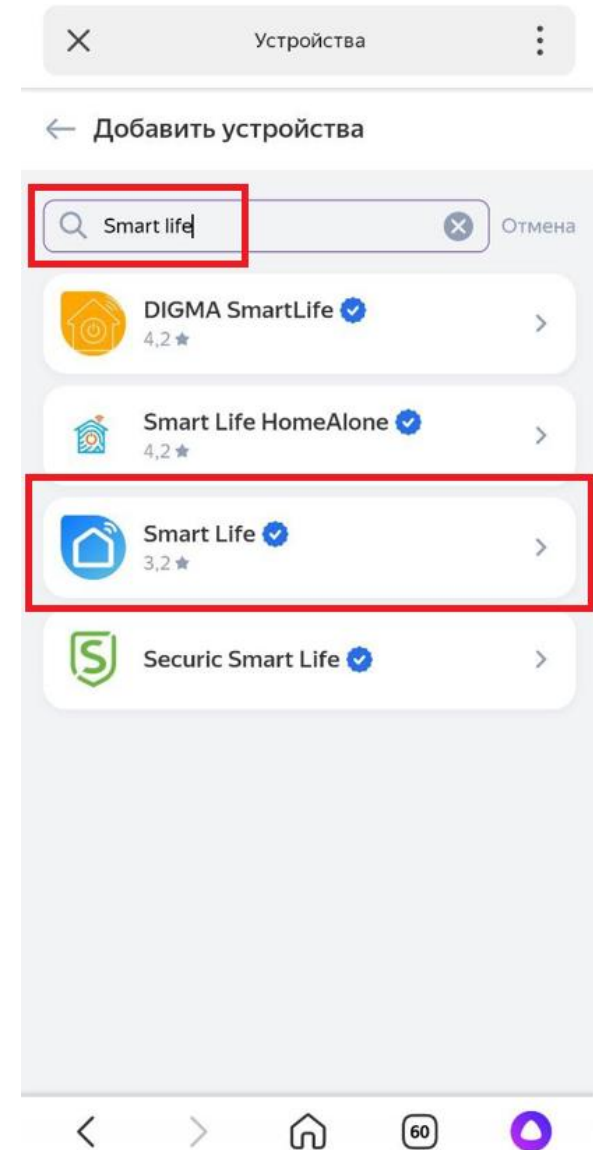 Устройства
Добавить устройства
Smart life
Отмена
DIGMA SmartLife
4,2
Smart Life HomeAlone
4,2
Smart Life
3,2
S
Securic Smart Life
60